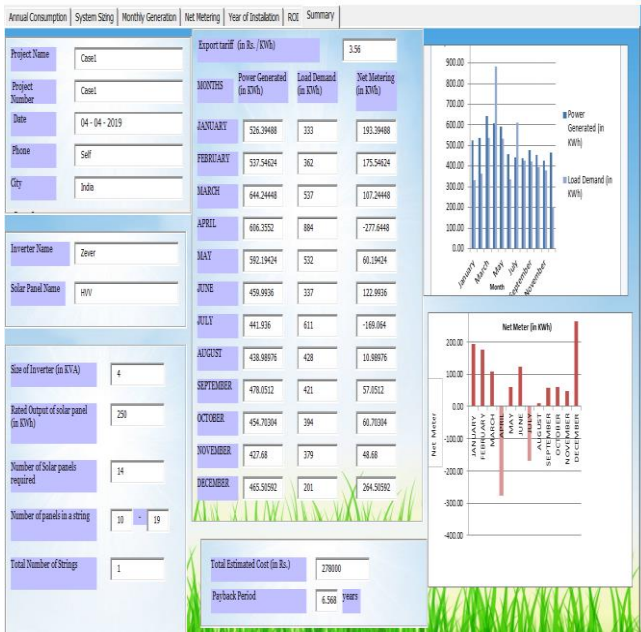 Annual Consumption System Sizing Monthly Generation Net Metering Year of Installation ROI Summary
Project Name Case1
Project Number Case1
Date 04 - 04 - 2019
Phone Self
City India
Inverter Name Zever
Solar Panel Name HVV
Size of Inverter (in KVA) 4
Rated Output of solar panel (in KWh) 250
Number of Solar panels required 14
Number of panels in a string 10 - 19
Total Number of Strings 1
Export tariff (in Rs. /KWh) 3.56
MONTHS Power Generated (in KWh) Load Demand (in KWh) Net Metering (in KWh)
JANUARY 526.39488 333 193.39488
FEBRUARY 537.54624 362 175.54624
MARCH 644.24448 537 107.24448
APRIL 606.3552 884 -277.6448
MAY 592.19424 532 60.19424
JUNE 459.9936 337 122.9936
JULY 441.936 611 -169.064
AUGUST 438.98976 428 10.98976
SEPTEMBER 478.0512 421 57.0512
OCTOBER 454.70304 394 60.70304
NOVEMBER 427.68 379 48.68
DECEMBER 465.50592 201 264.50592
Total Estimated Cost (in Rs.) 278000
Payback Period 6.568 years
900.00
800.00
700.00
600.00
500.00
400.00
300.00
200.00
100.00
0.00
Power Generated (in KWh)
Load Demand (in KWh)
January March May July September November
Month
Net Meter (in KWh)
200.00
100.00
0.00
-100.00
-200.00
-300.00
-400.00
Net Meter
JANUARY
FEBRUARY
MARCH
APRIL
MAY
JUNE
JULY
AUGUST
SEPTEMBER
OCTOBER
NOVEMBER
DECEMBER